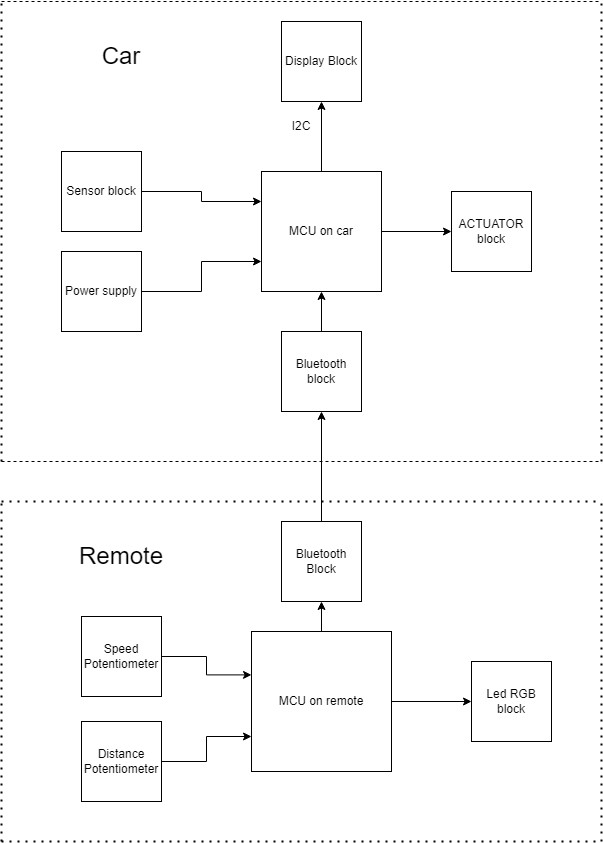 Car
Display Block
I2C
Sensor block
MCU on car
ACTUATOR
block
Power supply
Bluetooth
block
Remote
Bluetooth
Block
Speed
Potentiometer
MCU on remote
Led RGB
block
Distance
Potentiometer